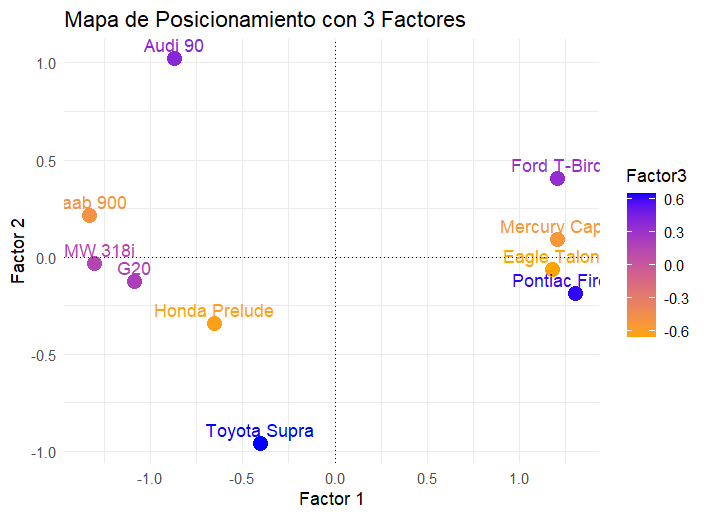 Mapa de Posicionamiento con 3 Factores
Audi 90
1.0
Ford T-Bird
Factor3
0.5
0.6
aab 900
Mercury Cap
0.3
MW 318i
Eagle Talon
0.0
0.0
G20
Pontiac Fire
Honda Prelude
-0.3
-0.5
-0.6
Toyota Supra
-1.0
Factor 2
-1.0
-0.5
0.0
0.5
1.0
Factor 1